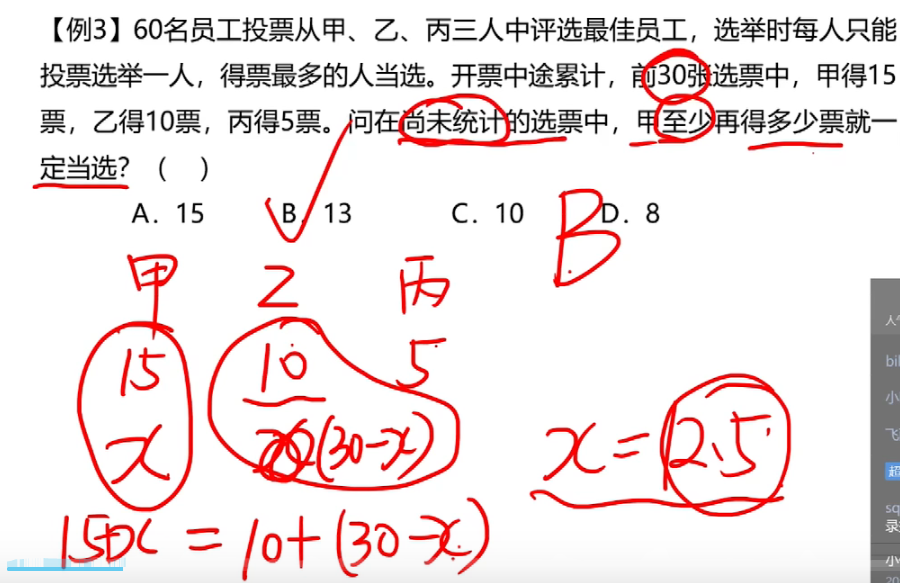 【例3】60名员工投票从甲、乙、丙三人中评选最佳员工，选举时每人只能
投票选举一人，得票最多的人当选。开票中途累计，前30张选票中，甲得15
票，乙得10票，丙得5票。问在尚未统计的选票中，甲至少再得多少票就一
定当选？（ ）
A. 15 B. 13 C. 10 D. 8
B
甲 乙 丙
15 10 5
x (30-x) x=12.5
15+x = 10+(30-x)
人
bil
小
飞
超
sq
录
小
20